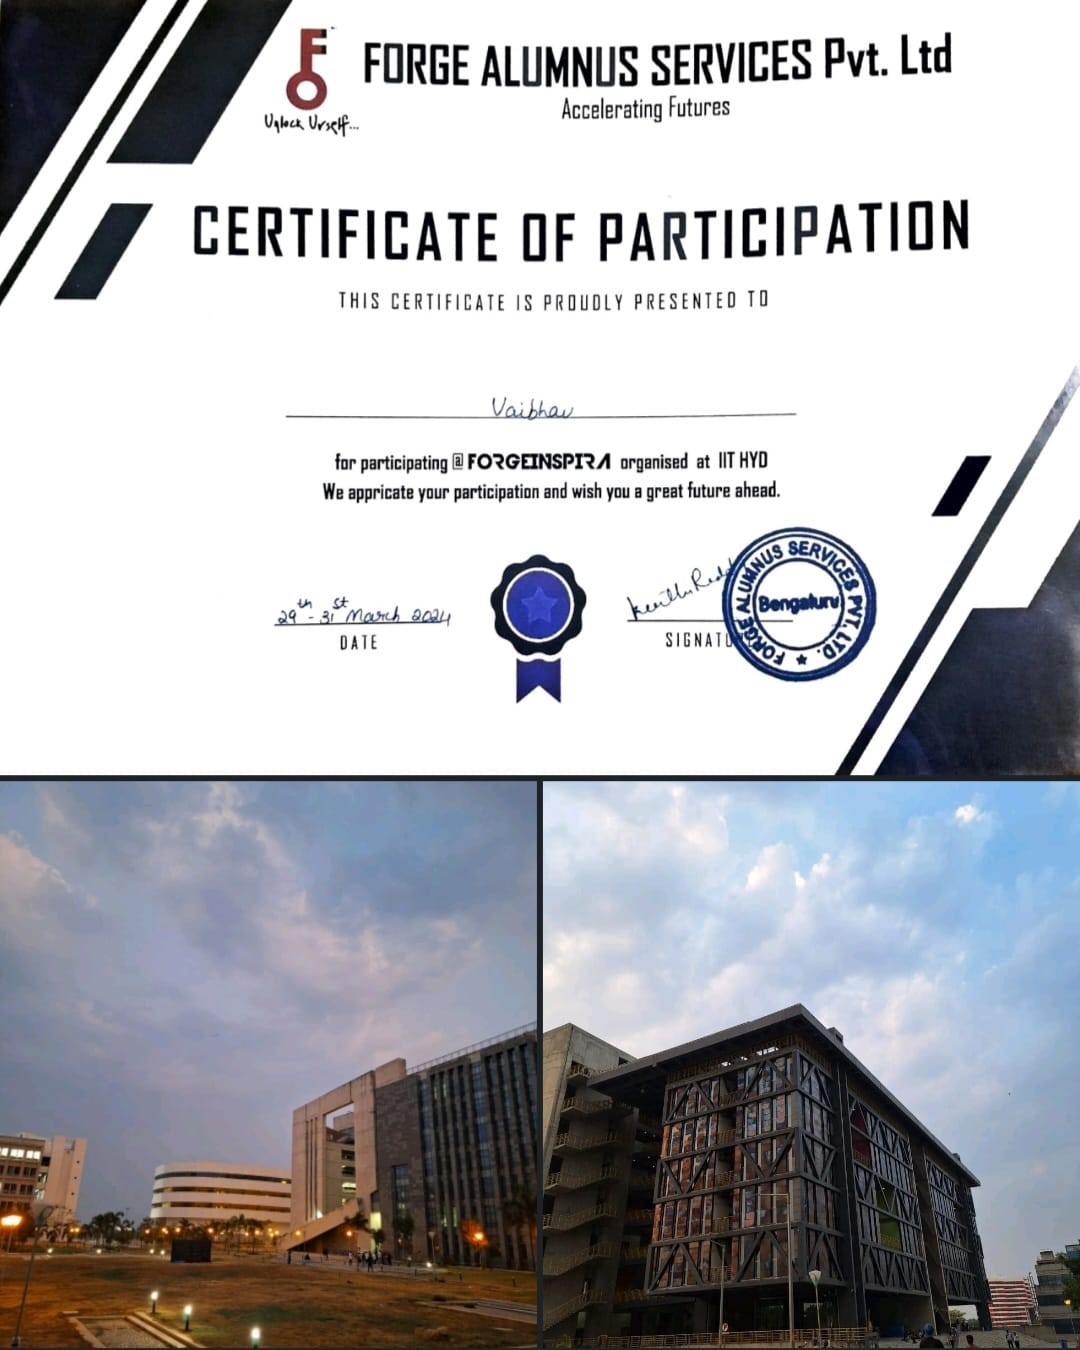 FORGE ALUMNUS SERVICES Pvt. Ltd
Accelerating Futures
Unlock Urself...
CERTIFICATE OF PARTICIPATION
THIS CERTIFICATE IS PROUDLY PRESENTED TO
Vaibhav
for participating @ FORGEINSPIRA organised at IIT HYD
We appricate your participation and wish you a great future ahead.
29th - 31st March 2024
DATE
SIGNATU
FORGE ALUMNUS SERVICES PVT. LTD.
Bengaluru